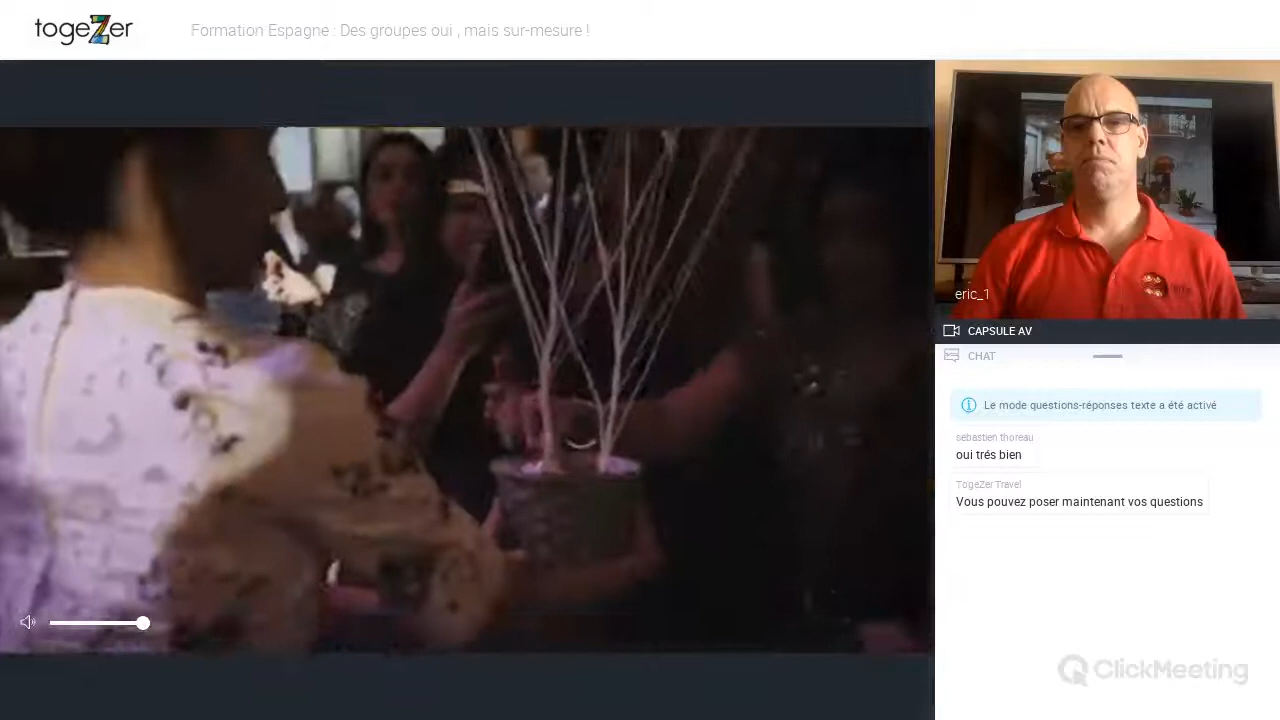 togeZer
Formation Espagne : Des groupes oui , mais sur-mesure !
eric_1
CAPSULE AV
CHAT
Le mode questions-réponses texte a été activé
sebastien thoreau
oui trés bien
TogeZer Travel
Vous pouvez poser maintenant vos questions
ClickMeeting